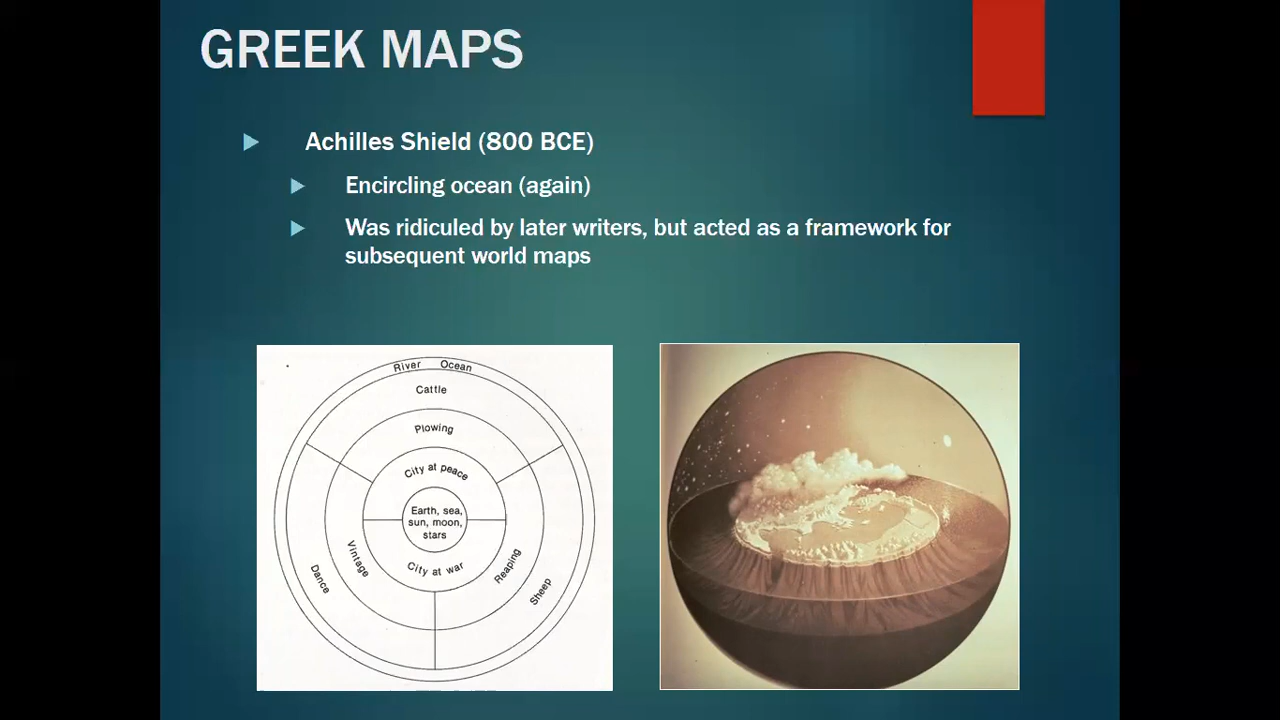 GREEK MAPS
Achilles Shield (800 BCE)
Encircling ocean (again)
Was ridiculed by later writers, but acted as a framework for
subsequent world maps
River Ocean
Cattle
Plowing
City at peace
Earth, sea,
sun, moon,
stars
City at war
Vintage
Reaping
Dance
Sheep